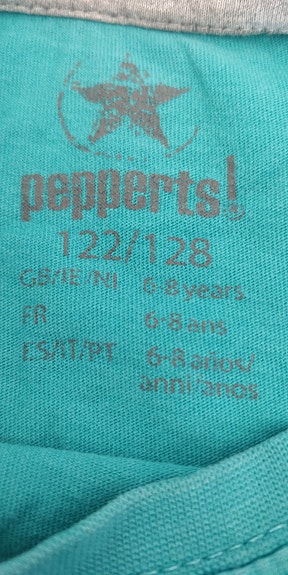 pepperts!
122/128
GB/IE/NI 6-8 years
FR 6-8 ans
ES/IT/PT 6-8 años/
anni/anos